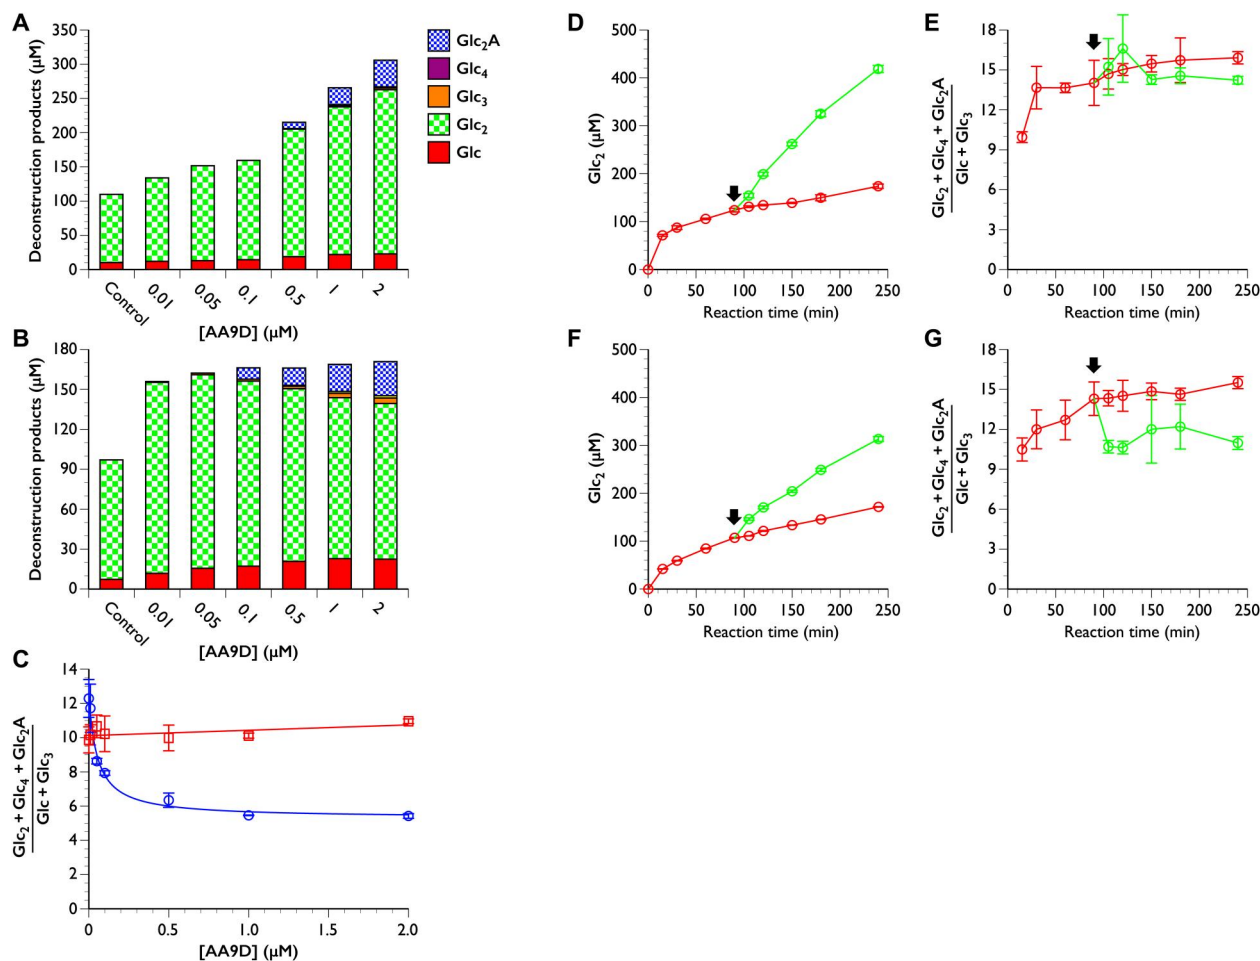 A
Deconstruction products (μM)
350
300
250
200
150
100
50
0
Control
0.01
0.05
0.1
0.5
1
2
[AA9D] (μM)
Glc2A
Glc4
Glc3
Glc2
Glc
B
Deconstruction products (μM)
180
150
120
90
60
30
0
Control
0.01
0.05
0.1
0.5
1
2
[AA9D] (μM)
C
Glc2 + Glc4 + Glc2A
Glc + Glc3
14
12
10
8
6
4
2
0
0 0.5 1.0 1.5 2.0
[AA9D] (μM)
D
Glc2 (μM)
500
400
300
200
100
0
0 50 100 150 200 250
Reaction time (min)
E
Glc2 + Glc4 + Glc2A
Glc + Glc3
18
15
12
9
6
3
0
0 50 100 150 200 250
Reaction time (min)
F
Glc2 (μM)
500
400
300
200
100
0
0 50 100 150 200 250
Reaction time (min)
G
Glc2 + Glc4 + Glc2A
Glc + Glc3
18
15
12
9
6
3
0
0 50 100 150 200 250
Reaction time (min)